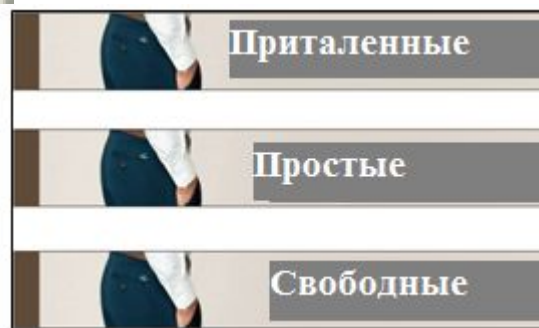 Приталенные
Простые
Свободные